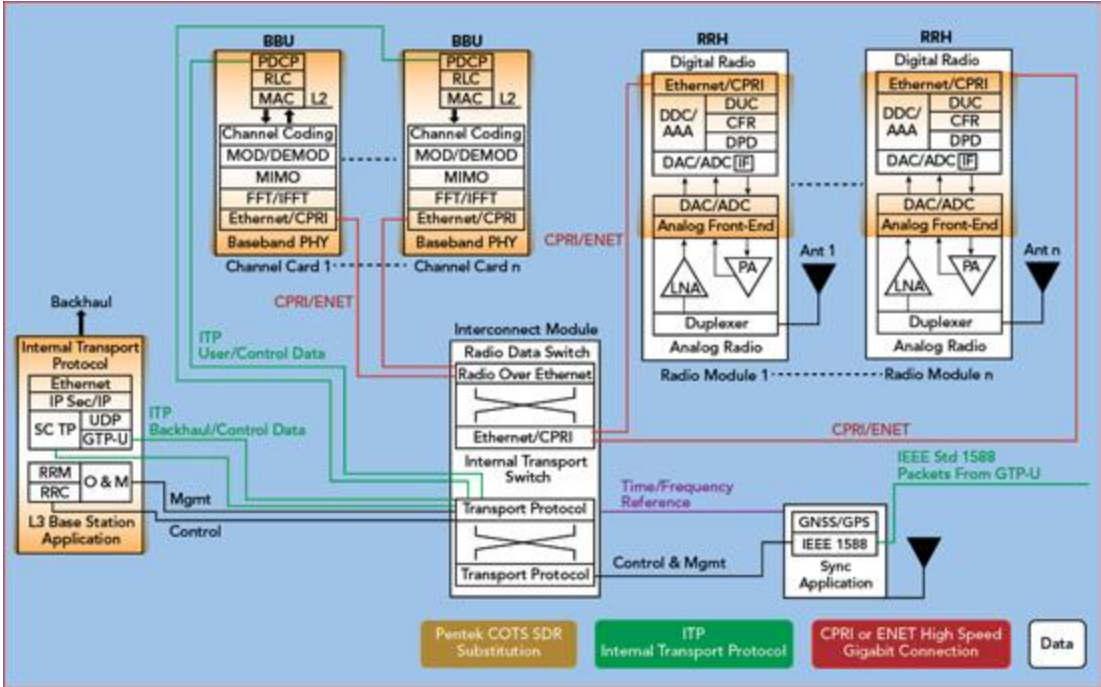 BBU
PDCP
RLC
MAC L2
Channel Coding
MOD/DEMOD
MIMO
FFT/IFFT
Ethernet/CPRI
Baseband PHY
Channel Card 1
BBU
PDCP
RLC
MAC L2
Channel Coding
MOD/DEMOD
MIMO
FFT/IFFT
Ethernet/CPRI
Baseband PHY
Channel Card n
RRH
Digital Radio
Ethernet/CPRI
DDC/
AAA
DUC
CFR
DPD
DAC/ADC IF
DAC/ADC
Analog Front-End
LNA
PA
Duplexer
Analog Radio
Radio Module 1
Ant 1
RRH
Digital Radio
Ethernet/CPRI
DDC/
AAA
DUC
CFR
DPD
DAC/ADC IF
DAC/ADC
Analog Front-End
LNA
PA
Duplexer
Analog Radio
Radio Module n
Ant n
CPRI/ENET
CPRI/ENET
CPRI/ENET
Backhaul
Internal Transport
Protocol
Ethernet
IP Sec/IP
SC TP
UDP
GTP-U
RRM
RRC
O & M
L3 Base Station
Application
ITP
User/Control Data
ITP
Backhaul/Control Data
Mgmt
Control
Interconnect Module
Radio Data Switch
Radio Over Ethernet
Ethernet/CPRI
Internal Transport
Switch
Transport Protocol
Transport Protocol
Time/Frequency
Reference
Control & Mgmt
IEEE Std 1588
Packets From GTP-U
GNSS/GPS
IEEE 1588
Sync
Application
Pentek COTS SDR
Substitution
ITP
Internal Transport Protocol
CPRI or ENET High Speed
Gigabit Connection
Data